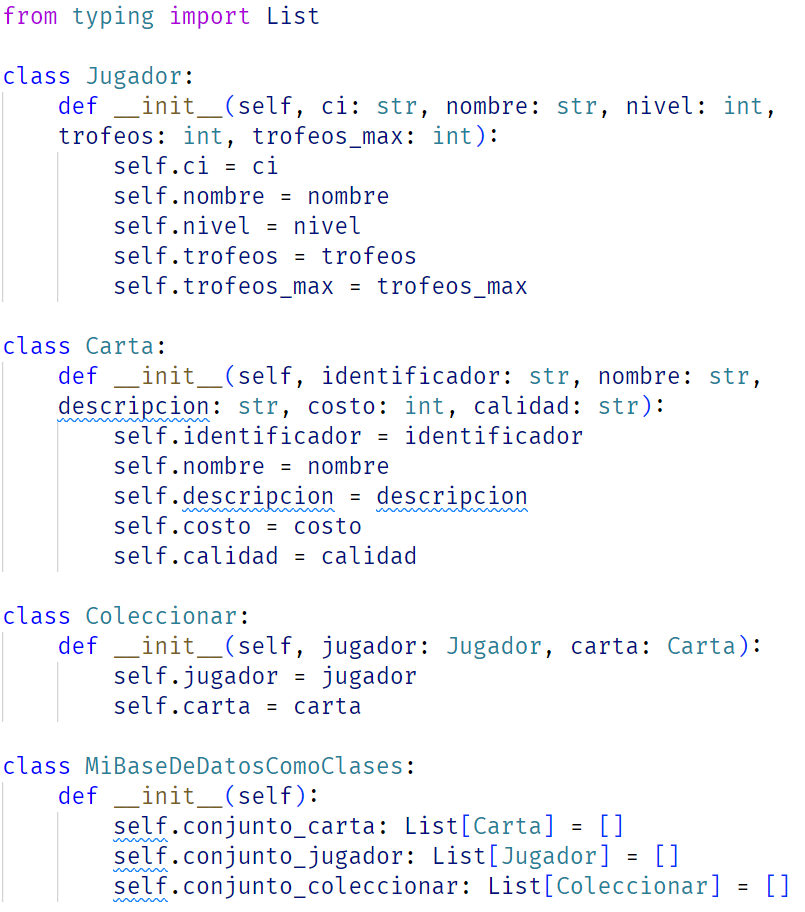 from typing import List
class Jugador:
    def __init__(self, ci: str, nombre: str, nivel: int,
    trofeos: int, trofeos_max: int):
        self.ci = ci
        self.nombre = nombre
        self.nivel = nivel
        self.trofeos = trofeos
        self.trofeos_max = trofeos_max
class Carta:
    def __init__(self, identificador: str, nombre: str,
    descripcion: str, costo: int, calidad: str):
        self.identificador = identificador
        self.nombre = nombre
        self.descripcion = descripcion
        self.costo = costo
        self.calidad = calidad
class Coleccionar:
    def __init__(self, jugador: Jugador, carta: Carta):
        self.jugador = jugador
        self.carta = carta
class MiBaseDeDatosComoClases:
    def __init__(self):
        self.conjunto_carta: List[Carta] = []
        self.conjunto_jugador: List[Jugador] = []
        self.conjunto_coleccionar: List[Coleccionar] = []